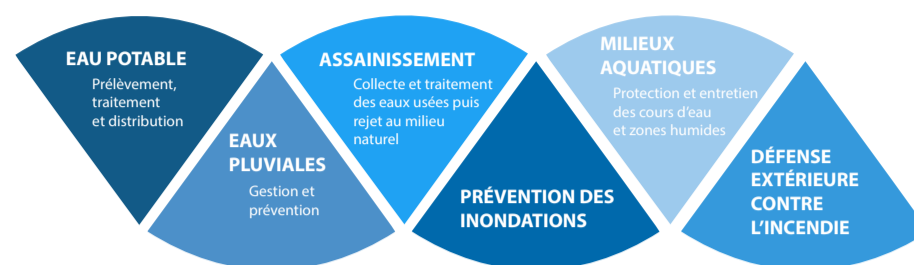 EAU POTABLE
Prélèvement,
traitement
et distribution
EAUX
PLUVIALES
Gestion et
prévention
ASSAINISSEMENT
Collecte et traitement
des eaux usées puis
rejet au milieu
naturel
PRÉVENTION DES
INONDATIONS
MILIEUX
AQUATIQUES
Protection et entretien
des cours d’eau
et zones humides
DÉFENSE
EXTÉRIEURE
CONTRE
L’INCENDIE